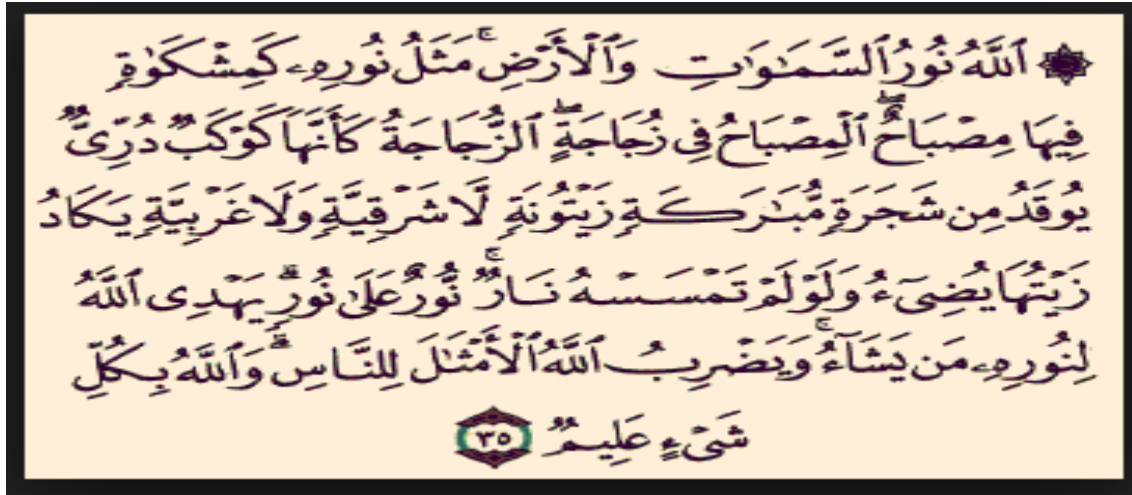 ۞ ٱللَّهُ نُورُ ٱلسَّمَٰوَٰتِ وَٱلْأَرْضِ ۚ مَثَلُ نُورِهِۦ كَمِشْكَوٰةٍ
فِيهَا مِصْبَاحٌ ۖ ٱلْمِصْبَاحُ فِى زُجَاجَةٍ ۖ ٱلزُّجَاجَةُ كَأَنَّهَا كَوْكَبٌ دُرِّىٌّ
يُوقَدُ مِن شَجَرَةٍ مُّبَٰرَكَةٍ زَيْتُونَةٍ لَّا شَرْقِيَّةٍ وَلَا غَرْبِيَّةٍ يَكَادُ
زَيْتُهَا يُضِىٓءُ وَلَوْ لَمْ تَمْسَسْهُ نَارٌ ۚ نُّورٌ عَلَىٰ نُورٍ ۗ يَهْدِى ٱللَّهُ
لِنُورِهِۦ مَن يَشَآءُ ۚ وَيَضْرِبُ ٱللَّهُ ٱلْأَمْثَٰلَ لِلنَّاسِ ۗ وَٱللَّهُ بِكُلِّ
شَىْءٍ عَلِيمٌ ٣٥